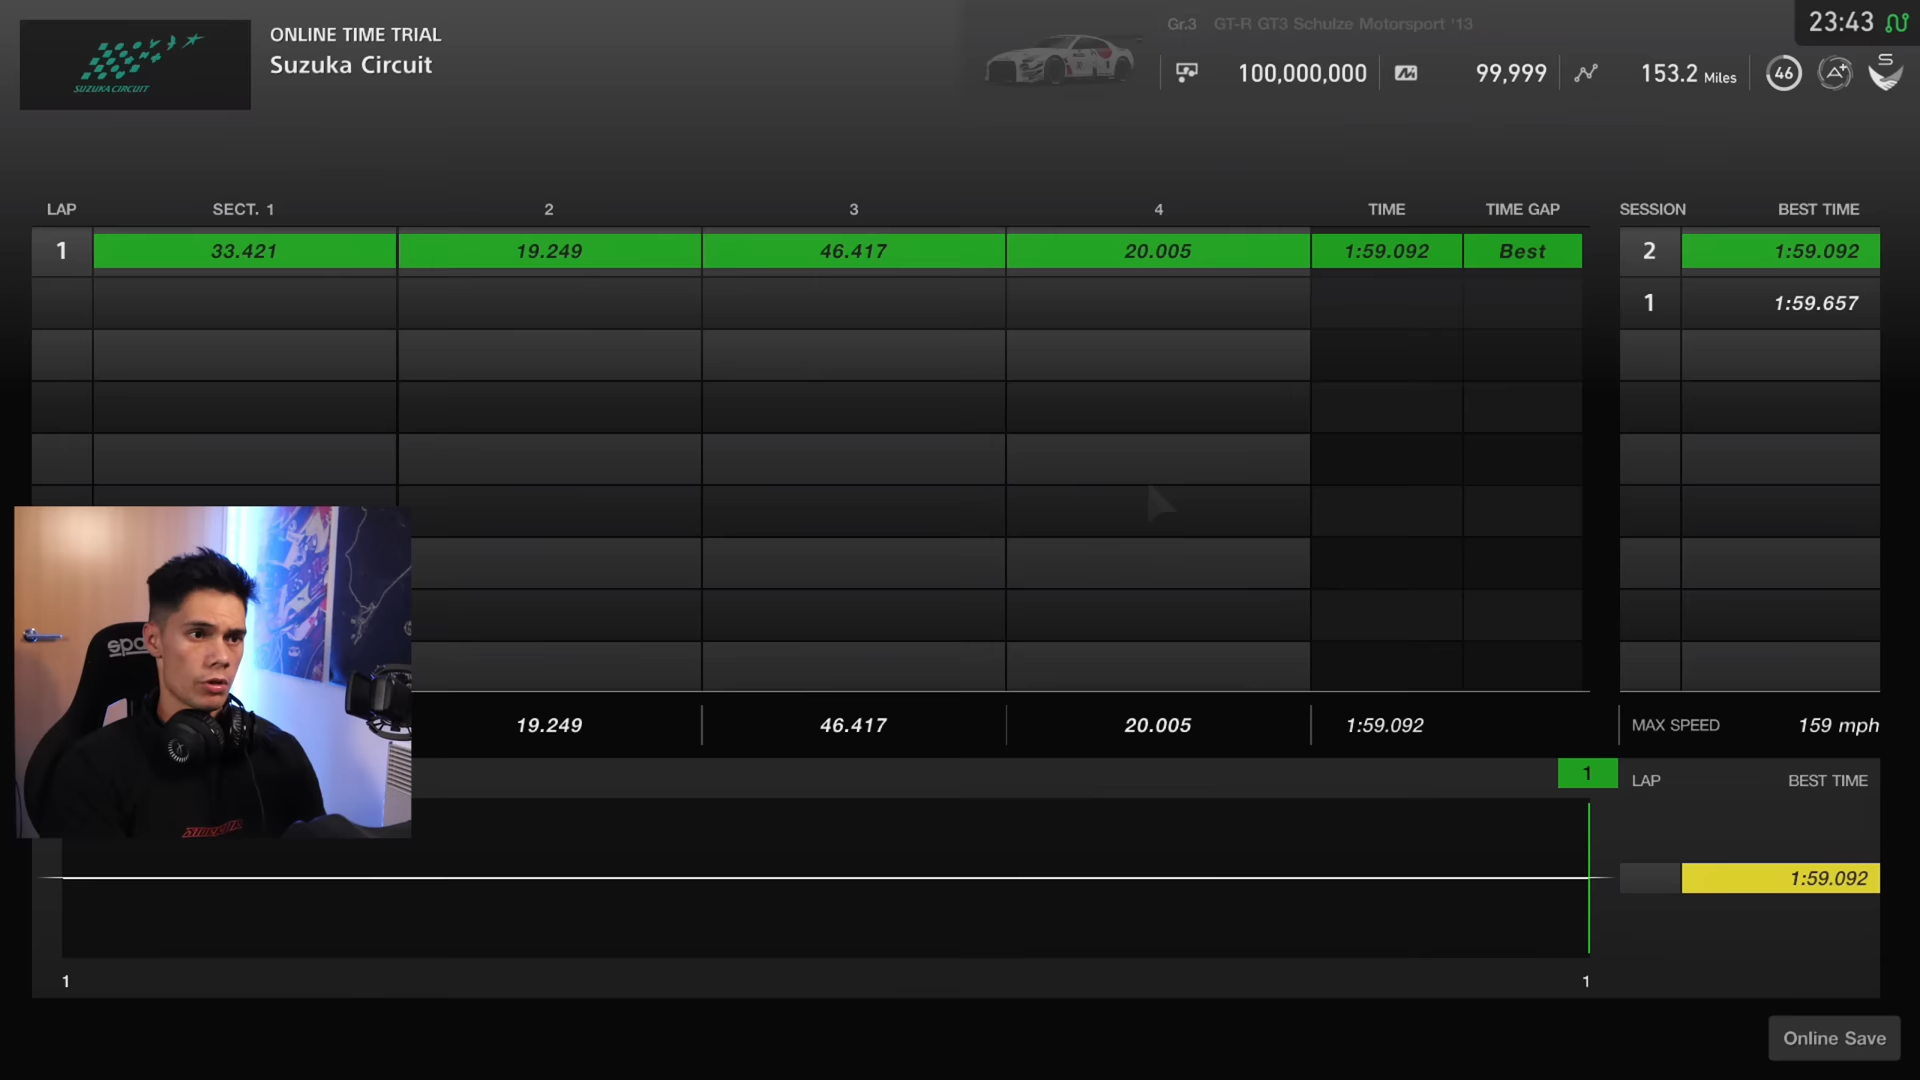 SUZUKA CIRCUIT
ONLINE TIME TRIAL
Suzuka Circuit
Gr.3 GT-R GT3 Schulze Motorsport '13
23:43
100,000,000 99,999 153.2 Miles 46 A+ S
LAP SECT. 1 2 3 4 TIME TIME GAP SESSION BEST TIME
1 33.421 19.249 46.417 20.005 1:59.092 Best 2 1:59.092
1 1:59.657
19.249 46.417 20.005 1:59.092 MAX SPEED 159 mph
1 LAP BEST TIME
1:59.092
1 1
Online Save